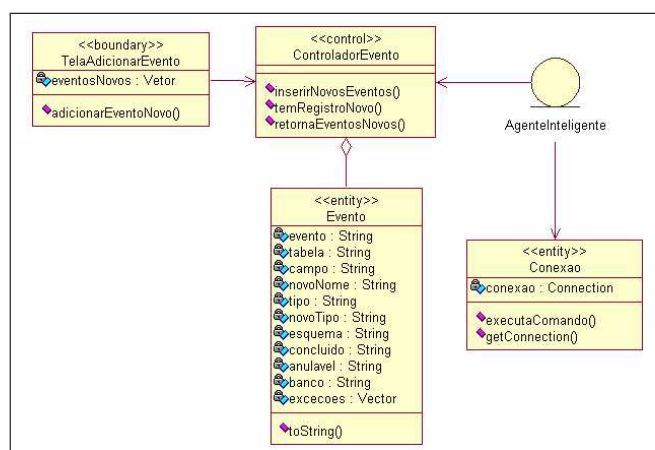 <<boundary>>
TelaAdicionarEvento
eventosNovos : Vetor
adicionarEventoNovo()
<<control>>
ControladorEvento
inserirNovosEventos()
temRegistroNovo()
retornaEventosNovos()
AgenteInteligente
<<entity>>
Evento
evento : String
tabela : String
campo : String
novoNome : String
tipo : String
novoTipo : String
esquema : String
concluido : String
anulavel : String
banco : String
excecoes : Vector
toString()
<<entity>>
Conexao
conexao : Connection
executaComando()
getConnection()